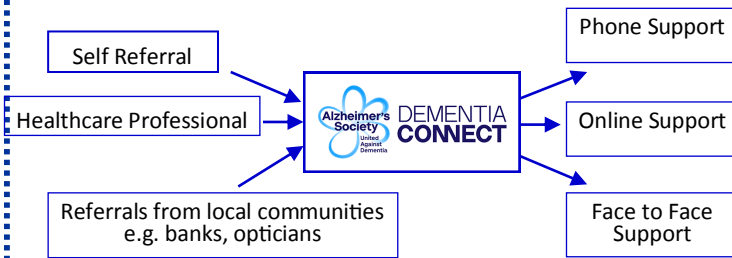 Self Referral
Healthcare Professional
Referrals from local communities
e.g. banks, opticians
Alzheimer's
Society
United
Against
Dementia
DEMENTIA
CONNECT
Phone Support
Online Support
Face to Face
Support